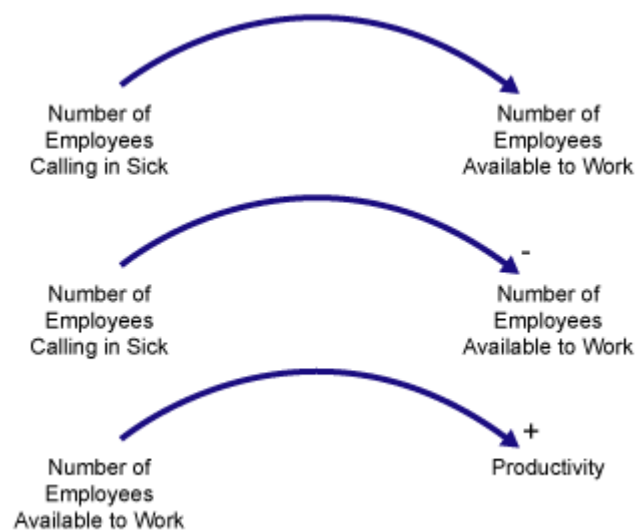 Number of
Employees
Calling in Sick
Number of
Employees
Available to Work
-
Number of
Employees
Calling in Sick
Number of
Employees
Available to Work
+
Number of
Employees
Available to Work
Productivity